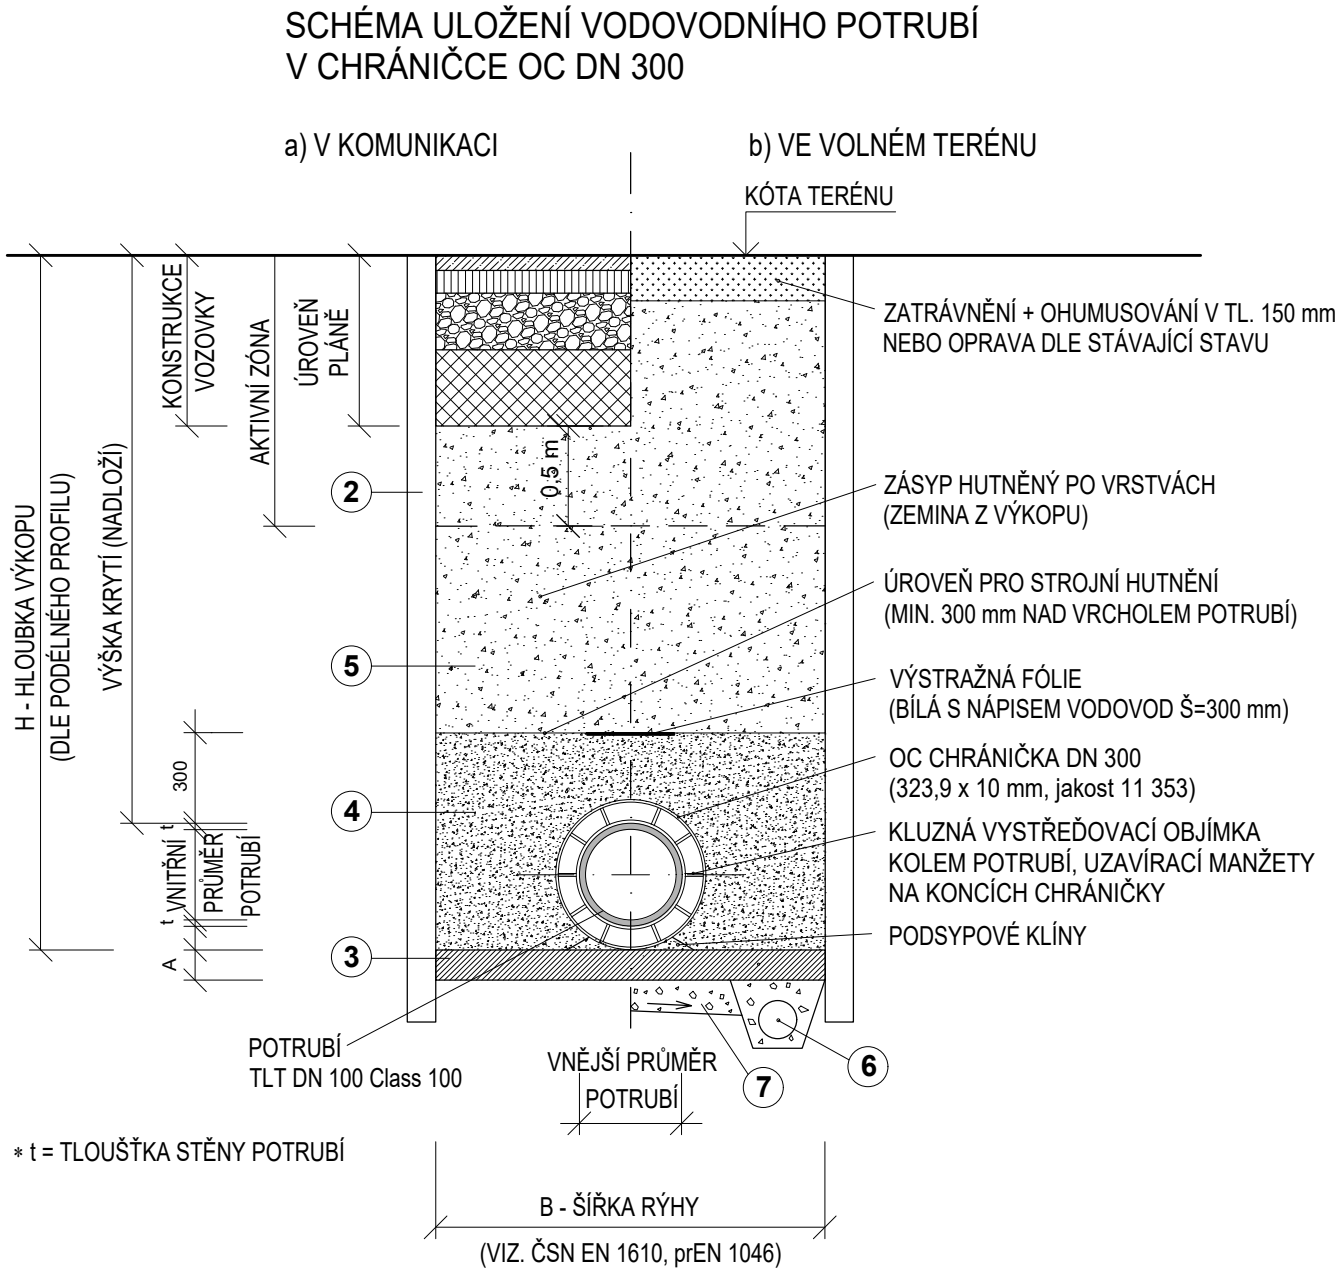 SCHÉMA ULOŽENÍ VODOVODNÍHO POTRUBÍ
V CHRÁNIČCE OC DN 300
a) V KOMUNIKACI
b) VE VOLNÉM TERÉNU
KÓTA TERÉNU
H - HLOUBKA VÝKOPU
(DLE PODÉLNÉHO PROFILU)
VÝŠKA KRYTÍ (NADLOŽÍ)
KONSTRUKCE
VOZOVKY
AKTIVNÍ ZÓNA
ÚROVEŇ
PLÁNĚ
0,5 m
ZATRÁVNĚNÍ + OHUMUSOVÁNÍ V TL. 150 mm
NEBO OPRAVA DLE STÁVAJÍCÍ STAVU
2
ZÁSYP HUTNĚNÝ PO VRSTVÁCH
(ZEMINA Z VÝKOPU)
ÚROVEŇ PRO STROJNÍ HUTNĚNÍ
(MIN. 300 mm NAD VRCHOLEM POTRUBÍ)
5
VÝSTRAŽNÁ FÓLIE
(BÍLÁ S NÁPISEM VODOVOD Š=300 mm)
300
OC CHRÁNIČKA DN 300
(323,9 x 10 mm, jakost 11 353)
4
t
VNITŘNÍ
PRŮMĚR
POTRUBÍ
t
A
KLUZNÁ VYSTŘEĎOVACÍ OBJÍMKA
KOLEM POTRUBÍ, UZAVÍRACÍ MANŽETY
NA KONCÍCH CHRÁNIČKY
PODSYPOVÉ KLÍNY
3
POTRUBÍ
TLT DN 100 Class 100
VNĚJŠÍ PRŮMĚR
POTRUBÍ
7
6
* t = TLOUŠŤKA STĚNY POTRUBÍ
B - ŠÍŘKA RÝHY
(VIZ. ČSN EN 1610, prEN 1046)